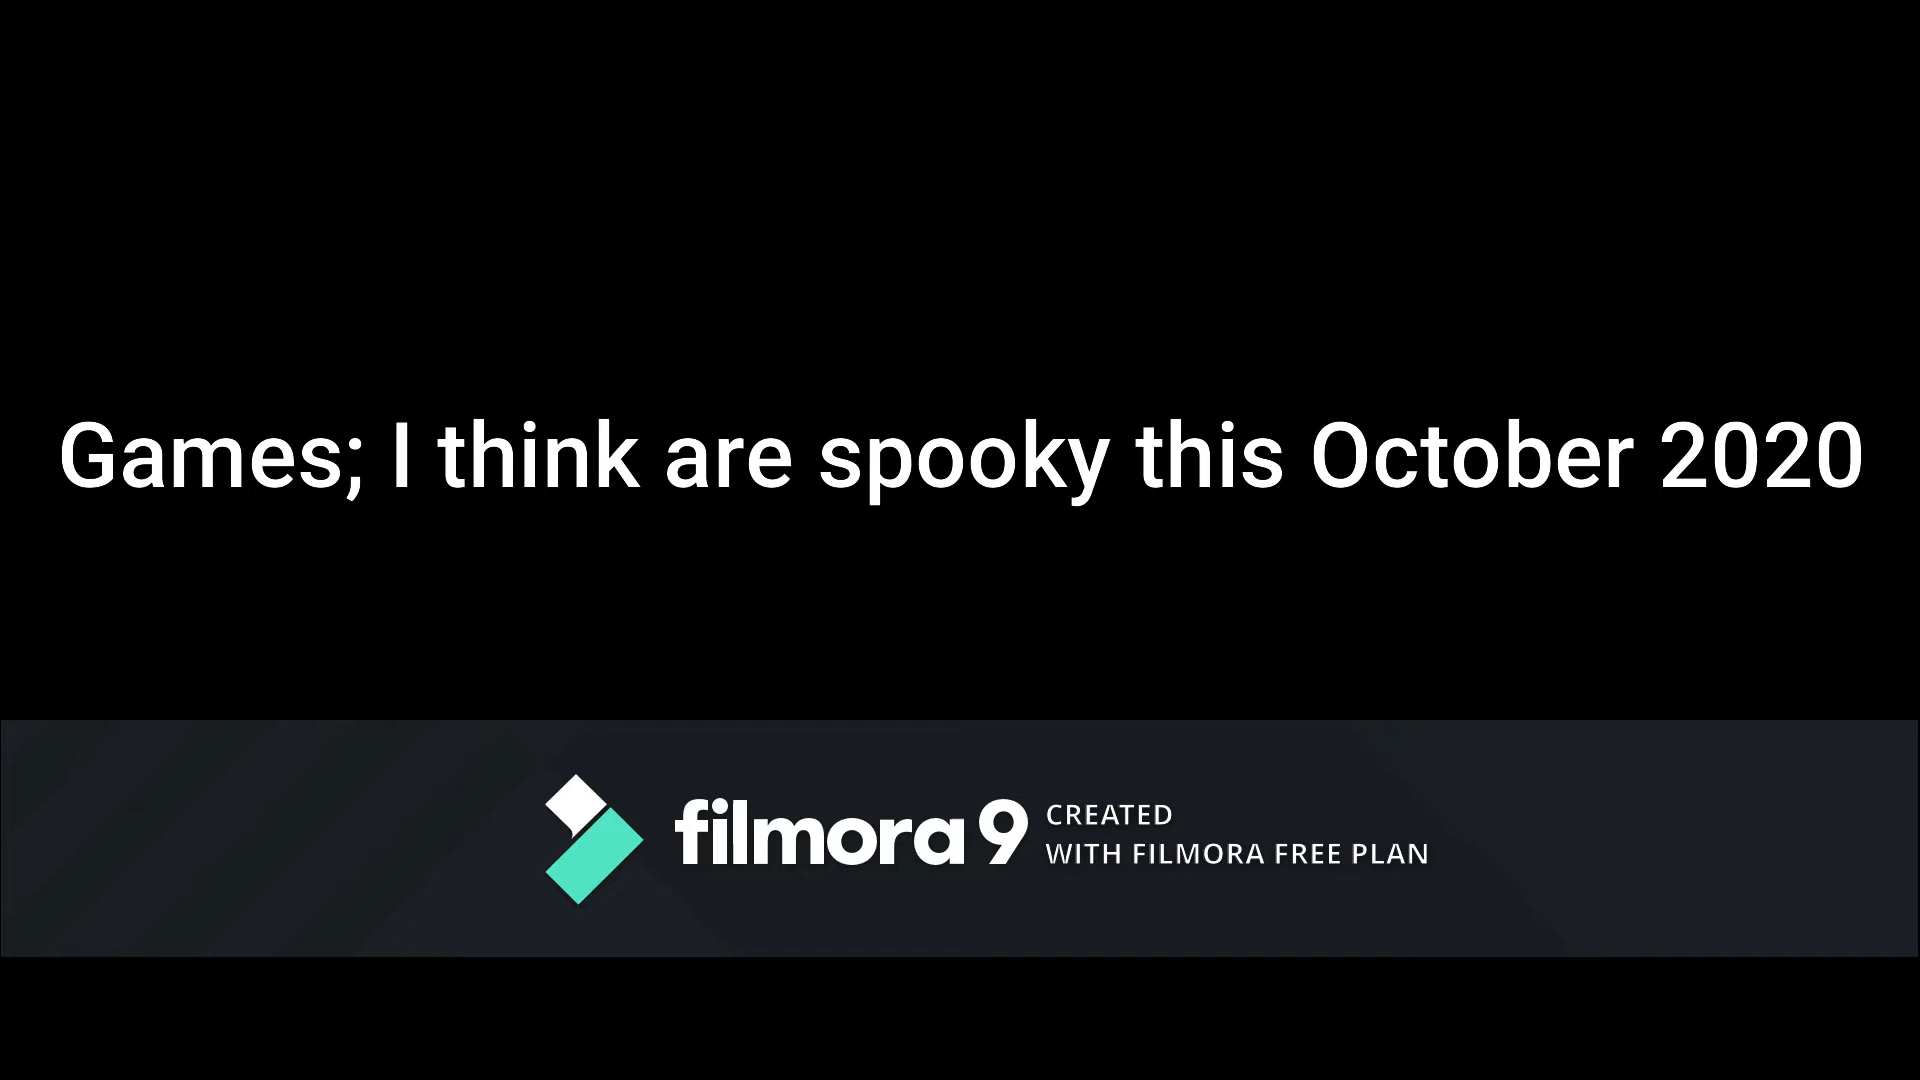 Games; I think are spooky this October 2020
filmora 9
CREATED
WITH FILMORA FREE PLAN